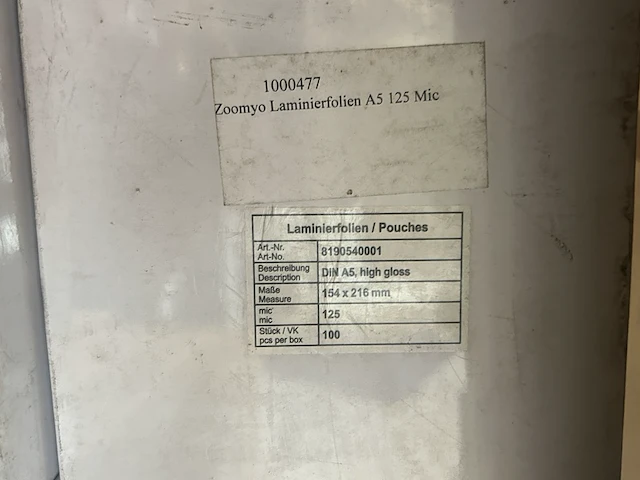 1000477
Zoomyo Laminierfolien A5 125 Mic
Laminierfolien / Pouches
Art.-Nr.
Art-No.
8190540001
Beschreibung
Description
DIN A5, high gloss
Maße
Measure
154 x 216 mm
mic
mic
125
Stück / VK
pcs per box
100